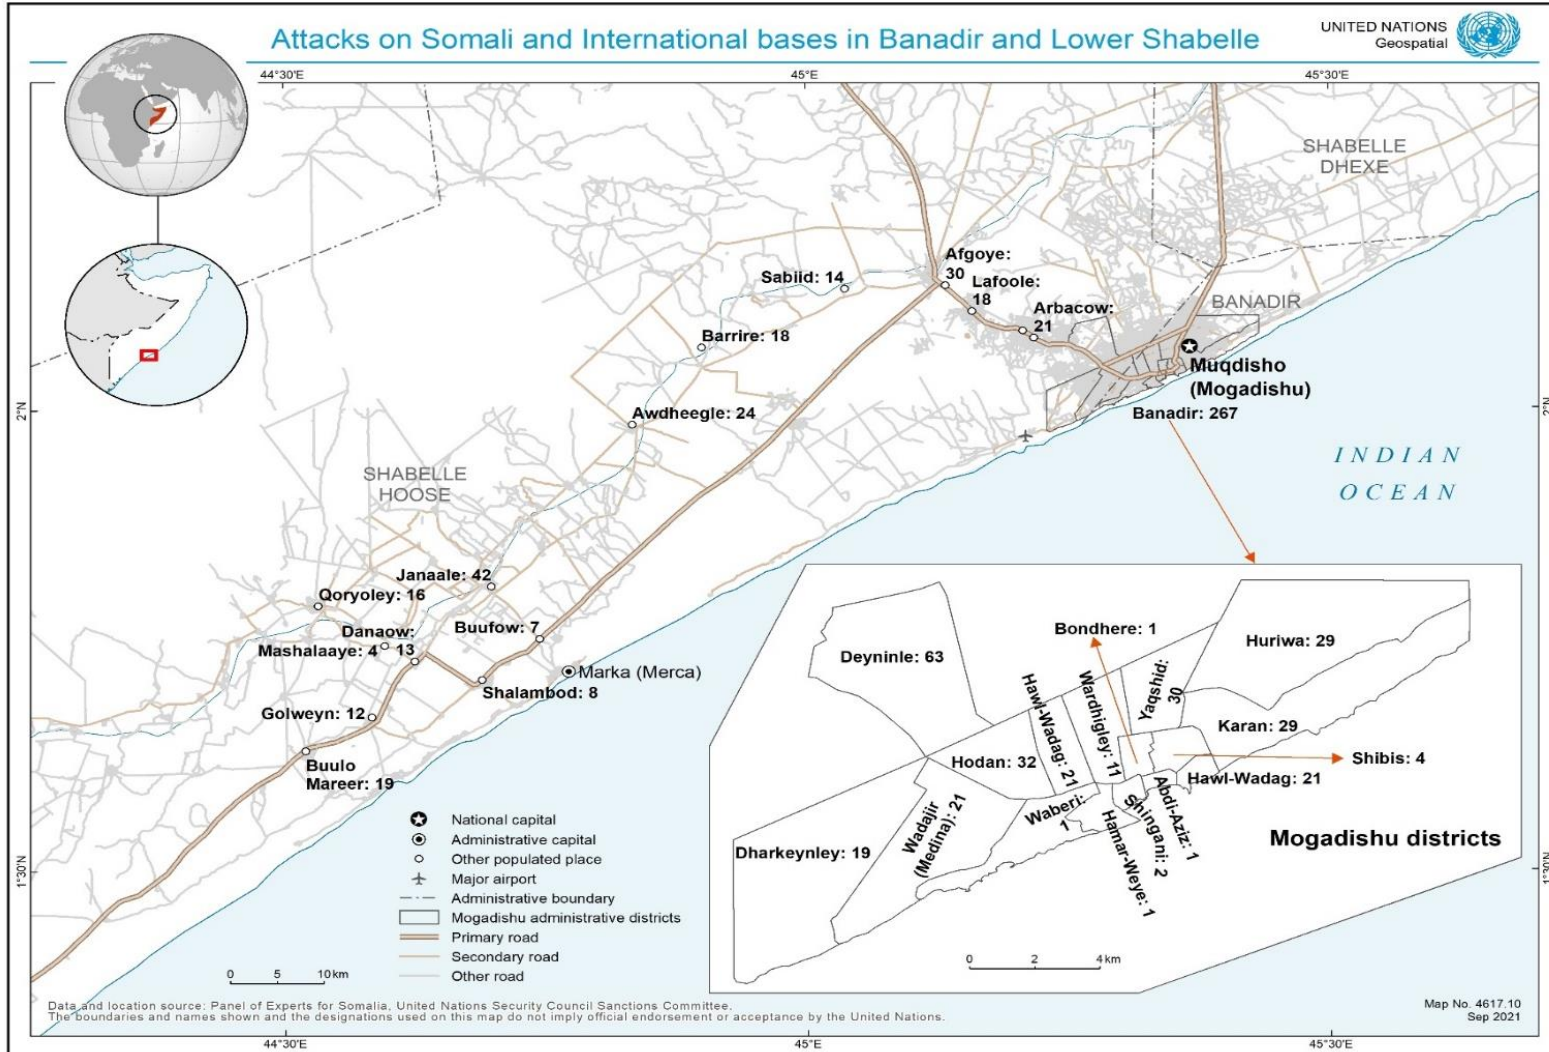 Attacks on Somali and International bases in Banadir and Lower Shabelle
UNITED NATIONS
Geospatial
44°30'E
45°E
45°30'E
SHABELLE
DHEXE
Afgoye:
30
Sabiid: 14
Lafoole:
18
Arbacow:
21
BANADIR
Barrire: 18
Muqdisho
(Mogadishu)
Banadir: 267
2°N
2°N
Awdheegle: 24
INDIAN
OCEAN
SHABELLE
HOOSE
Janaale: 42
Qoryoley: 16
Danaow:
13
Mashalaaye: 4
Buufow: 7
Marka (Merca)
Shalambod: 8
Golweyn: 12
Buulo
Mareer: 19
Bondhere: 1
Huriwa: 29
Deyninle: 63
Yaqshid:
30
Wardhigley: 11
Hawl-Wadag: 21
Karan: 29
Hodan: 32
Shibis: 4
Hawl-Wadag: 21
Wadajir
(Medina): 21
Waberi:
1
Abdi-Aziz: 1
Shingani: 2
Hamar-Weye: 1
Dharkeynley: 19
Mogadishu districts
0 2 4 km
National capital
Administrative capital
Other populated place
Major airport
Administrative boundary
Mogadishu administrative districts
Primary road
Secondary road
Other road
0 5 10 km
1°30'N
1°30'N
Data and location source: Panel of Experts for Somalia, United Nations Security Council Sanctions Committee.
The boundaries and names shown and the designations used on this map do not imply official endorsement or acceptance by the United Nations.
Map No. 4617.10
Sep 2021
44°30'E
45°E
45°30'E